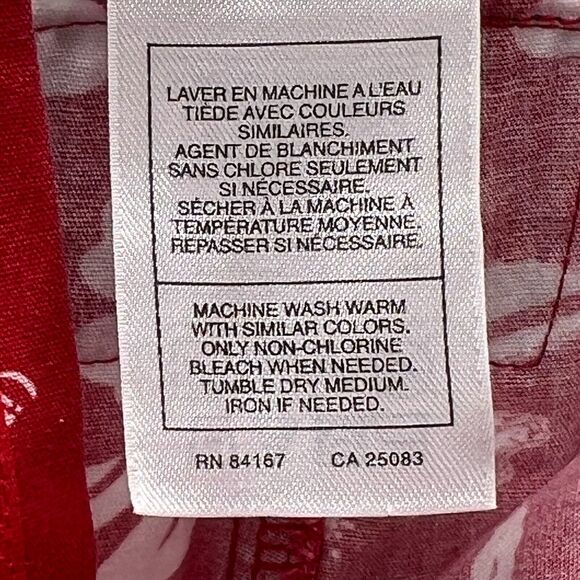 LAVER EN MACHINE A L'EAU
TIÈDE AVEC COULEURS
SIMILAIRES.
AGENT DE BLANCHIMENT
SANS CHLORE SEULEMENT
SI NÉCESSAIRE.
SÉCHER À LA MACHINE À
TEMPÉRATURE MOYENNE.
REPASSER SI NÉCESSAIRE.
MACHINE WASH WARM
WITH SIMILAR COLORS.
ONLY NON-CHLORINE
BLEACH WHEN NEEDED.
TUMBLE DRY MEDIUM.
IRON IF NEEDED.
RN 84167 CA 25083